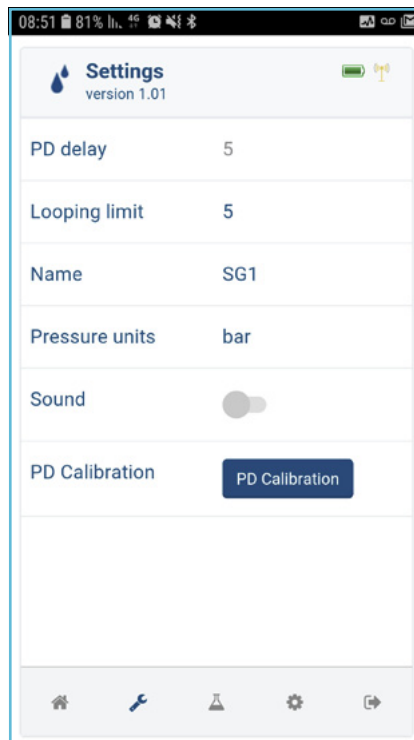 08:51 81% 4G
Settings
version 1.01
PD delay 5
Looping limit 5
Name SG1
Pressure units bar
Sound
PD Calibration PD Calibration